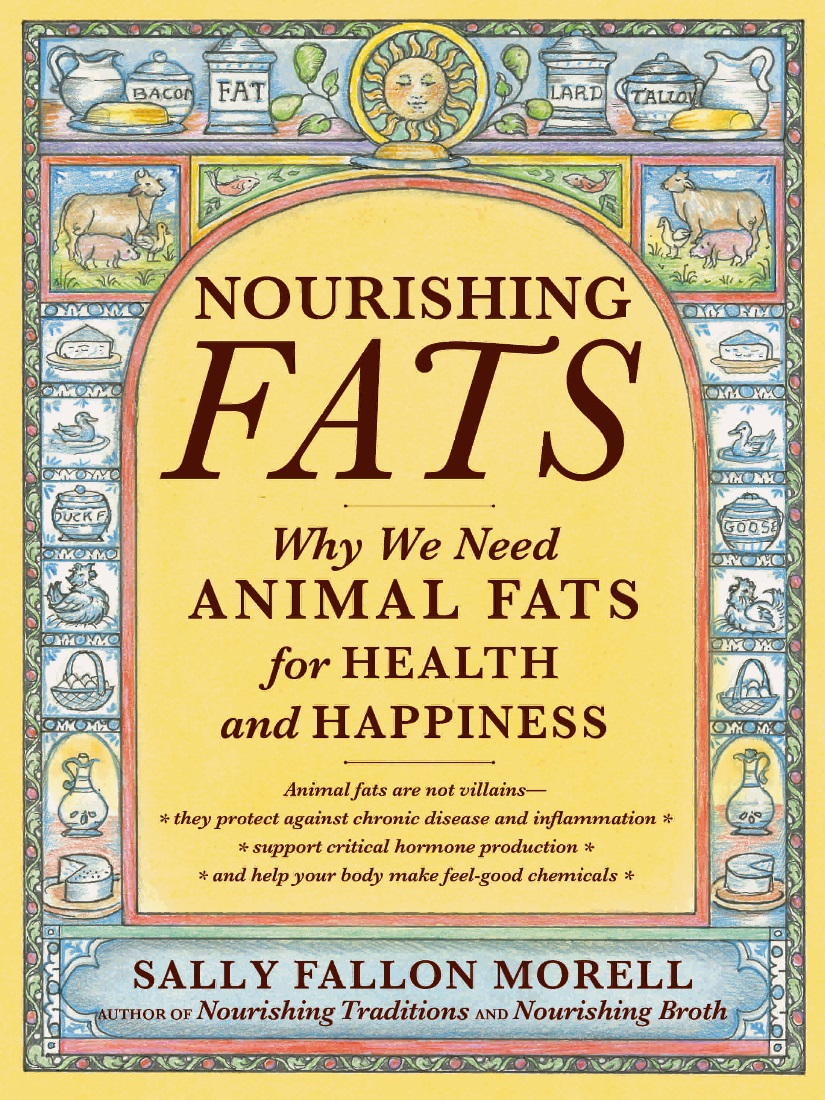 BACON FAT LARD TALLOW
NOURISHING
FATS
Why We Need
ANIMAL FATS
for HEALTH
and HAPPINESS
DUCK F
GOOSE
Animal fats are not villains—
* they protect against chronic disease and inflammation *
* support critical hormone production *
* and help your body make feel-good chemicals *
SALLY FALLON MORELL
AUTHOR OF Nourishing Traditions AND Nourishing Broth